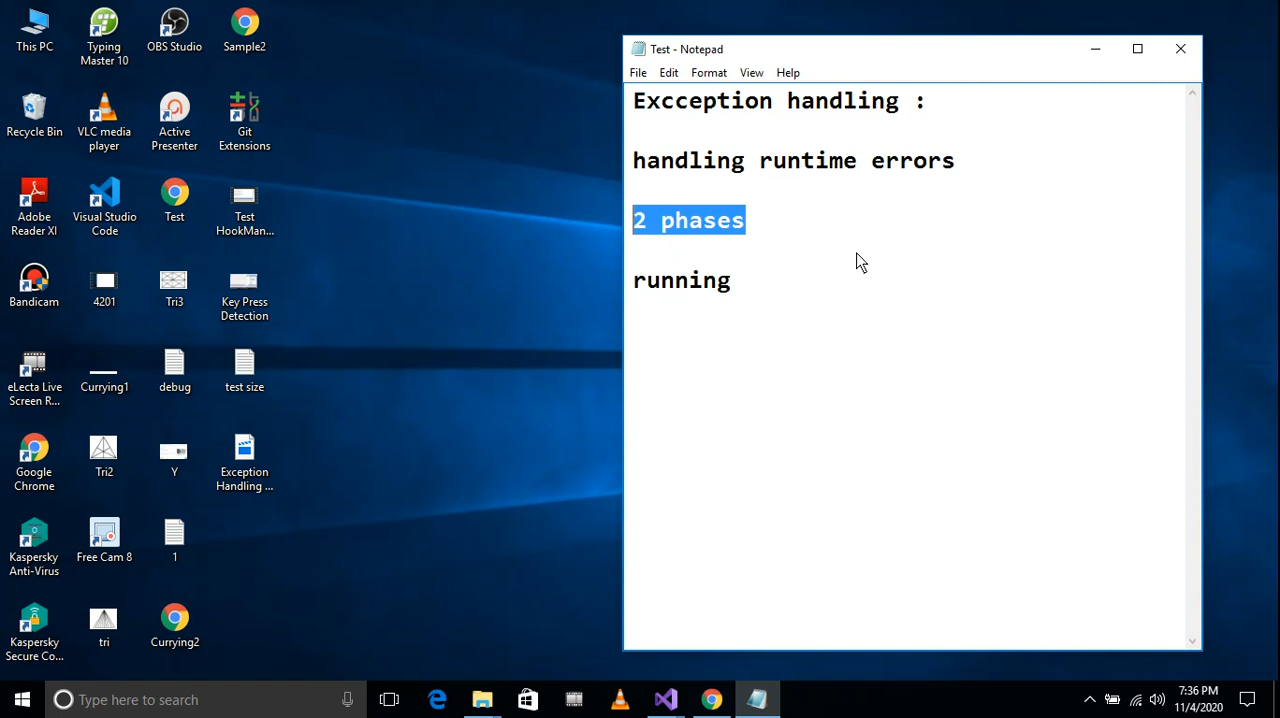 This PC
Typing
Master 10
OBS Studio
Sample2
Recycle Bin
VLC media
player
Active
Presenter
Git
Extensions
Adobe
Reader XI
Visual Studio
Code
Test
Test
HookMan...
Bandicam
4201
Tri3
Key Press
Detection
eLecta Live
Screen R...
Currying1
debug
test size
Google
Chrome
Tri2
Y
Exception
Handling ...
Kaspersky
Anti-Virus
Free Cam 8
1
Kaspersky
Secure Co...
tri
Currying2
Test - Notepad
File Edit Format View Help
Excception handling :
handling runtime errors
2 phases
running
Type here to search
7:36 PM
11/4/2020